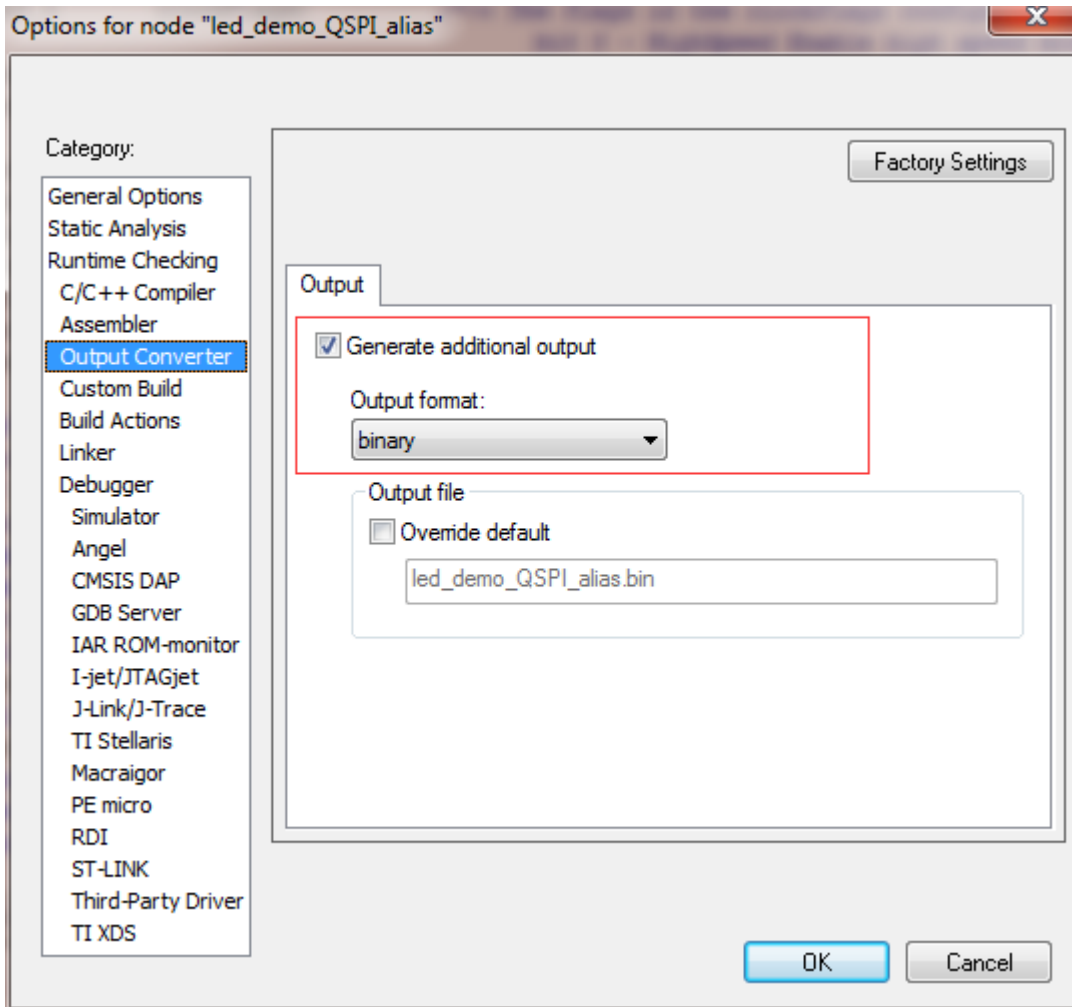 Options for node "led_demo_QSPI_alias"
Category:
Factory Settings
General Options
Static Analysis
Runtime Checking
C/C++ Compiler
Assembler
Output Converter
Custom Build
Build Actions
Linker
Debugger
Simulator
Angel
CMSIS DAP
GDB Server
IAR ROM-monitor
I-jet/JTAGjet
J-Link/J-Trace
TI Stellaris
Macraigor
PE micro
RDI
ST-LINK
Third-Party Driver
TI XDS
Output
Generate additional output
Output format:
binary
Output file
Override default
led_demo_QSPI_alias.bin
OK
Cancel